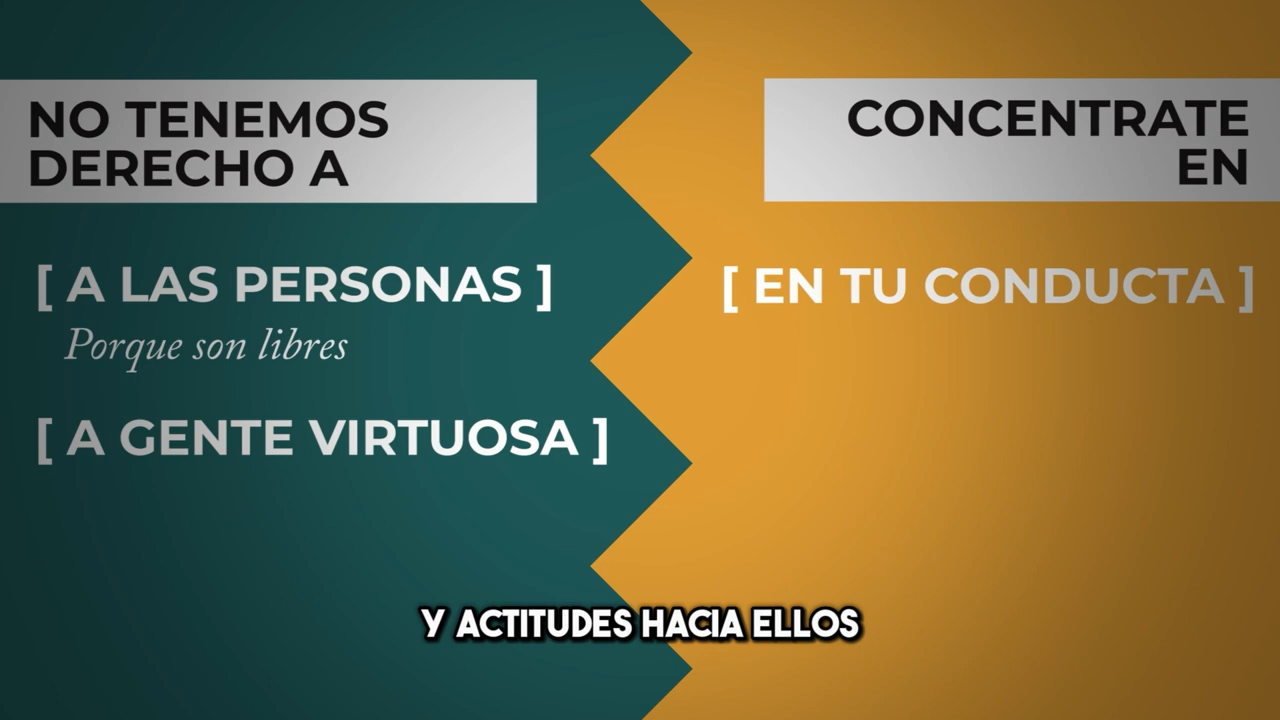 NO TENEMOS
DERECHO A
[ A LAS PERSONAS ]
Porque son libres
[ A GENTE VIRTUOSA ]
CONCENTRATE
EN
[ EN TU CONDUCTA ]
Y ACTITUDES HACIA ELLOS